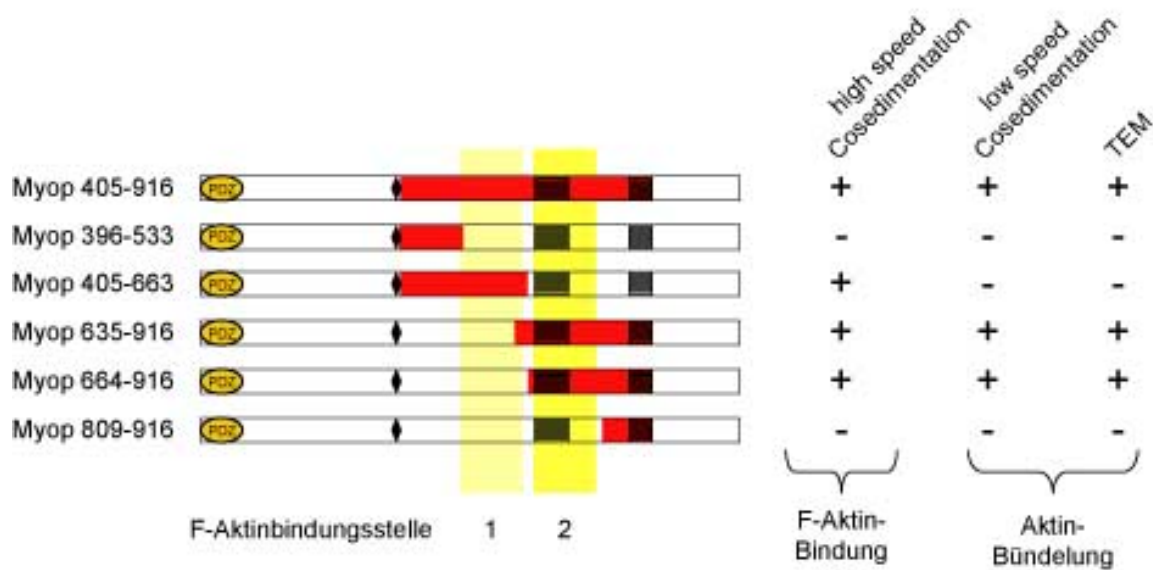 high speed
Cosedimentation
low speed
Cosedimentation
TEM
Myop 405-916 PDZ + + +
Myop 396-533 PDZ - - -
Myop 405-663 PDZ + - -
Myop 635-916 PDZ + + +
Myop 664-916 PDZ + + +
Myop 809-916 PDZ - - -
F-Aktinbindungsstelle 1 2
F-Aktin-
Bindung
Aktin-
Bündelung